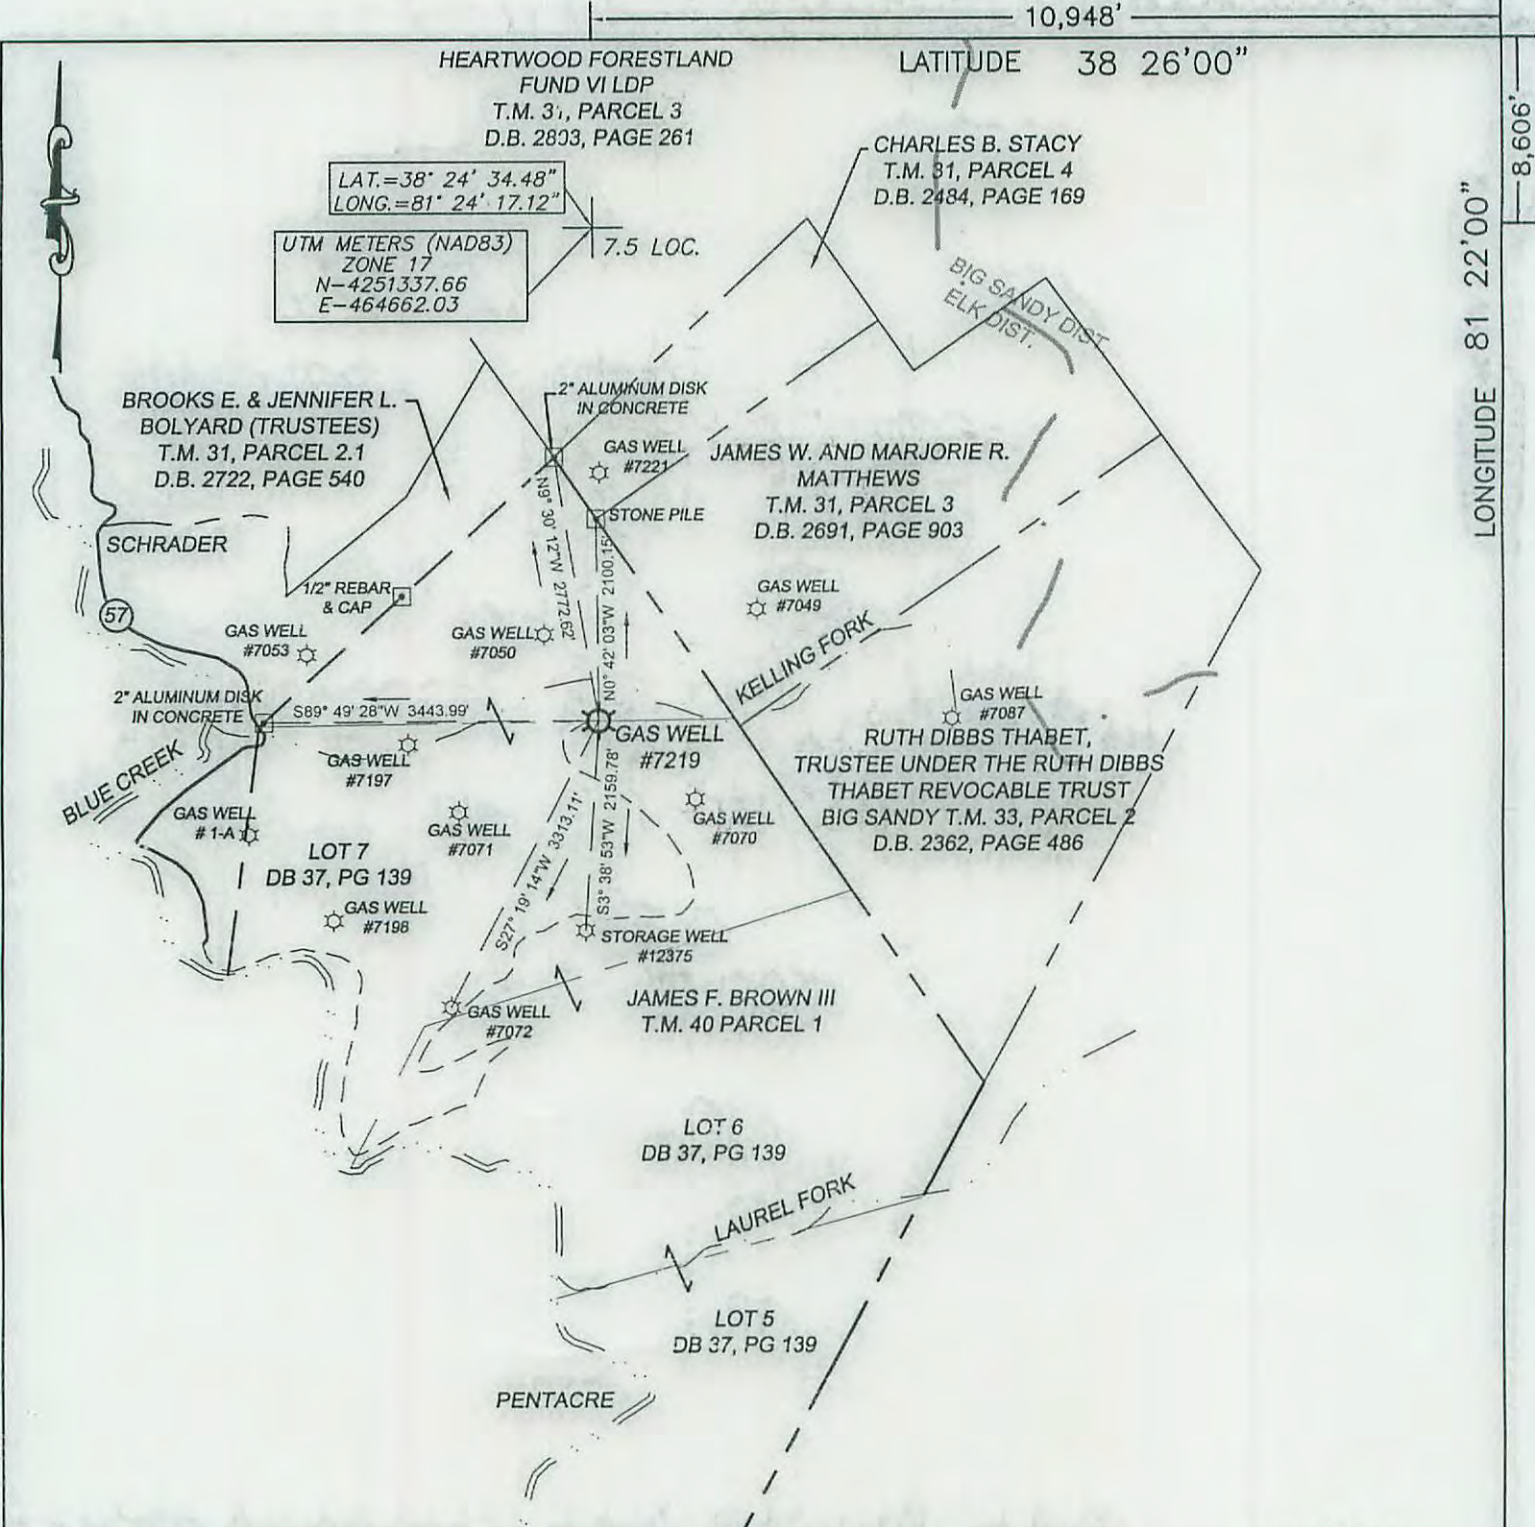 10,948'
HEARTWOOD FORESTLAND
FUND VI LDP
T.M. 31, PARCEL 3
D.B. 2803, PAGE 261
LATITUDE 38 26'00"
8,606'
LONGITUDE 81 22'00"
CHARLES B. STACY
T.M. 31, PARCEL 4
D.B. 2484, PAGE 169
LAT.=38° 24' 34.48"
LONG.=81° 24' 17.12"
7.5 LOC.
UTM METERS (NAD83)
ZONE 17
N-4251337.66
E-464662.03
BIG SANDY DIST
ELK DIST.
BROOKS E. & JENNIFER L.
BOLYARD (TRUSTEES)
T.M. 31, PARCEL 2.1
D.B. 2722, PAGE 540
2" ALUMINUM DISK
IN CONCRETE
GAS WELL
#7221
JAMES W. AND MARJORIE R.
MATTHEWS
T.M. 31, PARCEL 3
D.B. 2691, PAGE 903
STONE PILE
SCHRADER
1/2" REBAR
& CAP
57
N9° 30' 12"W 2772.62'
N0° 42' 03"W 2100.15'
GAS WELL
#7049
GAS WELL
#7053
GAS WELL
#7050
KELLING FORK
2" ALUMINUM DISK
IN CONCRETE
S89° 49' 28"W 3443.99'
GAS WELL
#7087
GAS WELL
#7219
BLUE CREEK
GAS WELL
#7197
RUTH DIBBS THABET,
TRUSTEE UNDER THE RUTH DIBBS
THABET REVOCABLE TRUST
BIG SANDY T.M. 33, PARCEL 2
D.B. 2362, PAGE 486
GAS WELL
# 1-A
GAS WELL
#7071
S27° 19' 14"W 3313.11'
S3° 38' 53"W 2159.78'
GAS WELL
#7070
LOT 7
DB 37, PG 139
GAS WELL
#7198
STORAGE WELL
#12375
GAS WELL
#7072
JAMES F. BROWN III
T.M. 40 PARCEL 1
LOT 6
DB 37, PG 139
LAUREL FORK
LOT 5
DB 37, PG 139
PENTACRE